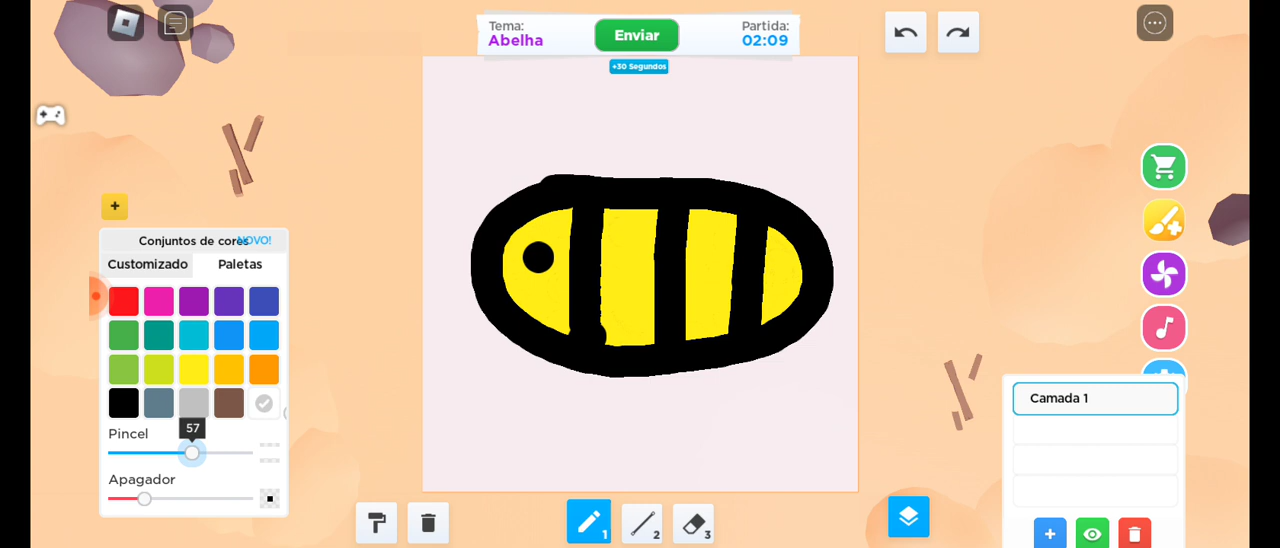 Tema:
Abelha
Enviar
Partida:
02:09
+30 Segundos
+
Conjuntos de cores
NOVO!
Customizado
Paletas
57
Pincel
Apagador
1
2
3
Camada 1
+